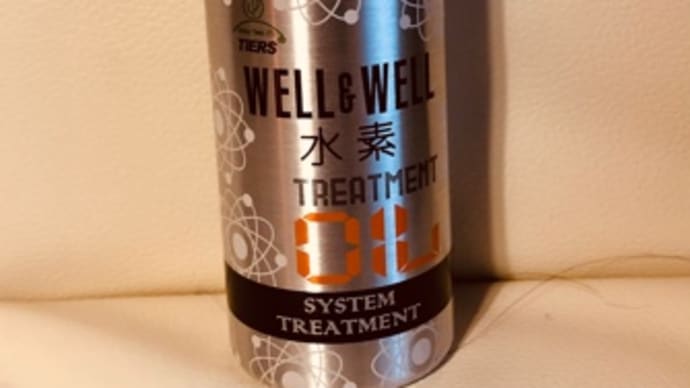 TIERS
WELL&WELL
水素
TREATMENT
OIL
SYSTEM
TREATMENT